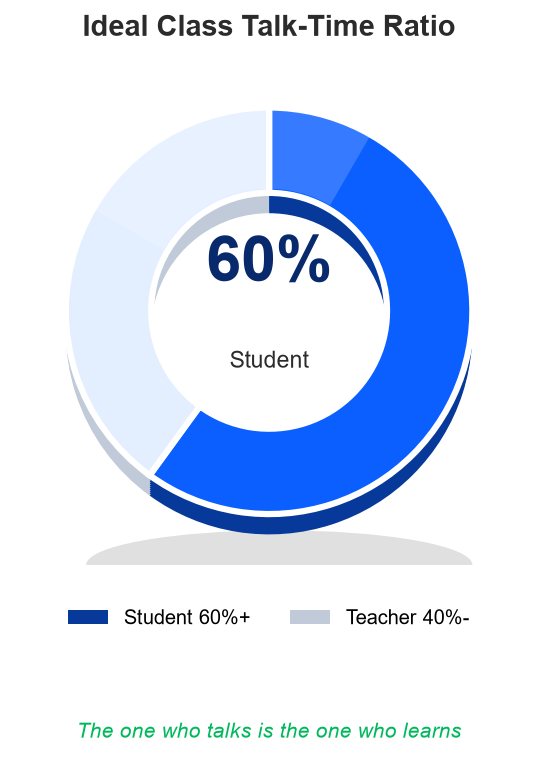 Ideal Class Talk-Time Ratio
60%
Student
Student 60%+
Teacher 40%-
The one who talks is the one who learns